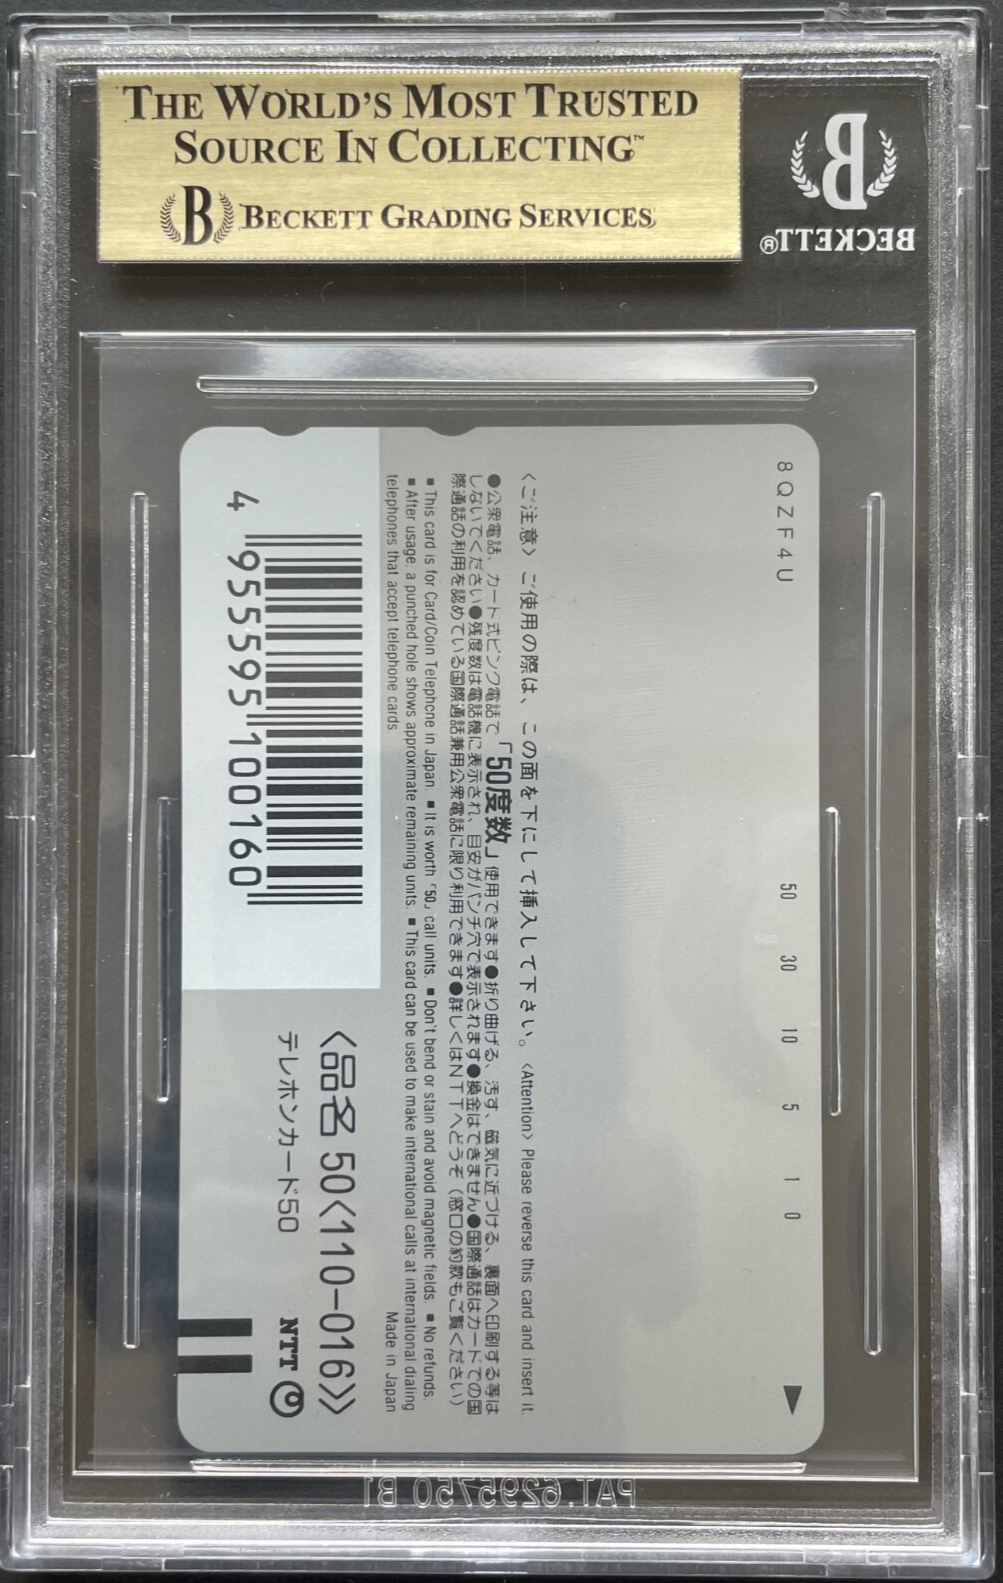 THE WORLD'S MOST TRUSTED
SOURCE IN COLLECTING™
B BECKETT GRADING SERVICES
B
BECKETT®
8QZF4U
50 30 10 5 1 0
〈ご注意〉ご使用の際は、この面を下にして挿入して下さい。〈Attention〉Please reverse this card and insert it.
●公衆電話、カード式ピンク電話で「50度数」使用できます●折り曲げる、汚す、磁気に近づける、裏面へ印刷する等は
しないでください●残度数は電話機に表示され、目安がパンチ穴で表示されます●換金はできません●国際通話はカードでの国
際通話の利用を認めている国際通話兼用公衆電話に限り利用できます●詳しくはNTTへどうぞ（窓口の約款もご覧ください）
■This card is for Card/Coin Telephone in Japan. ■It is worth「50」call units. ■Don't bend or stain and avoid magnetic fields. ■No refunds.
■After usage, a punched hole shows approximate remaining units. ■This card can be used to make international calls at international dialing
telephones that accept telephone cards. Made in Japan
4 955595 100160
〈品名 50〈110-016〉〉
テレホンカード50
NTT
PAT.6295750 B1